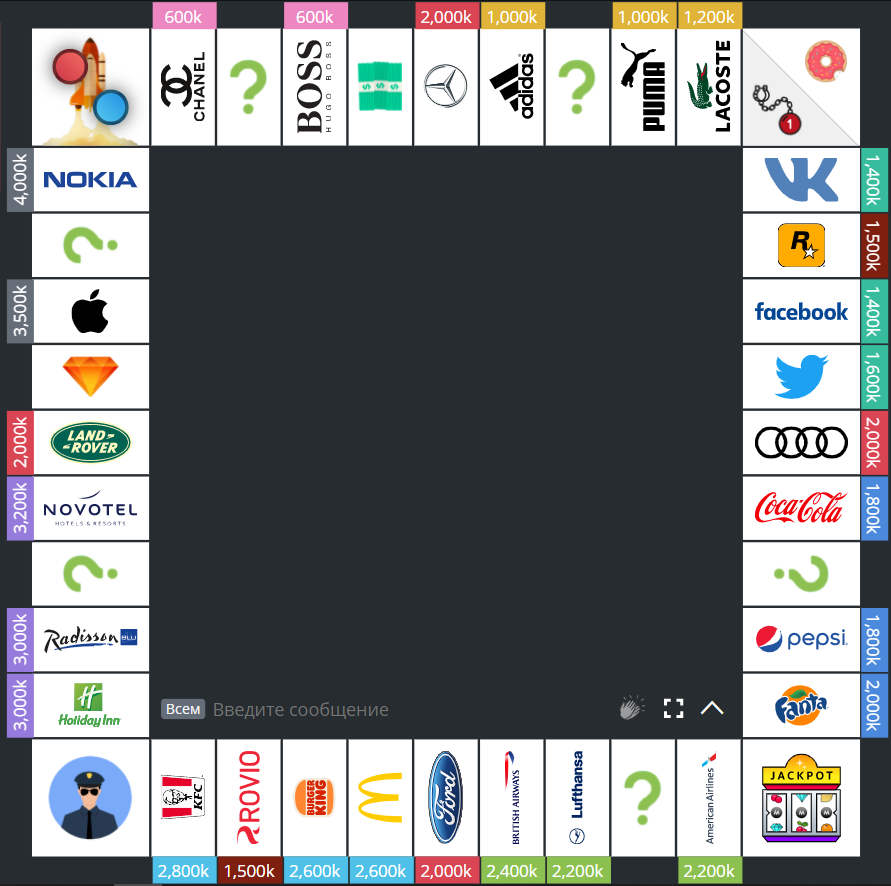 600k
600k
2,000k
1,000k
1,000k
1,200k
CHANEL
BOSS
HUGO BOSS
$ $ $
adidas
PUMA
LACOSTE
1
4,000k
NOKIA
VK
1,400k
R
1,500k
3,500k
facebook
1,400k
1,600k
2,000k
LAND-
-ROVER
2,000k
3,200k
NOVOTEL
HOTELS & RESORTS
Coca-Cola
1,800k
3,000k
Radisson BLU
pepsi
1,800k
3,000k
H
Holiday Inn
Fanta
2,000k
Всем
Введите сообщение
KFC
ROVIO
BURGER
KING
Ford
BRITISH AIRWAYS
Lufthansa
American Airlines
JACKPOT
M M M
2,800k
1,500k
2,600k
2,600k
2,000k
2,400k
2,200k
2,200k